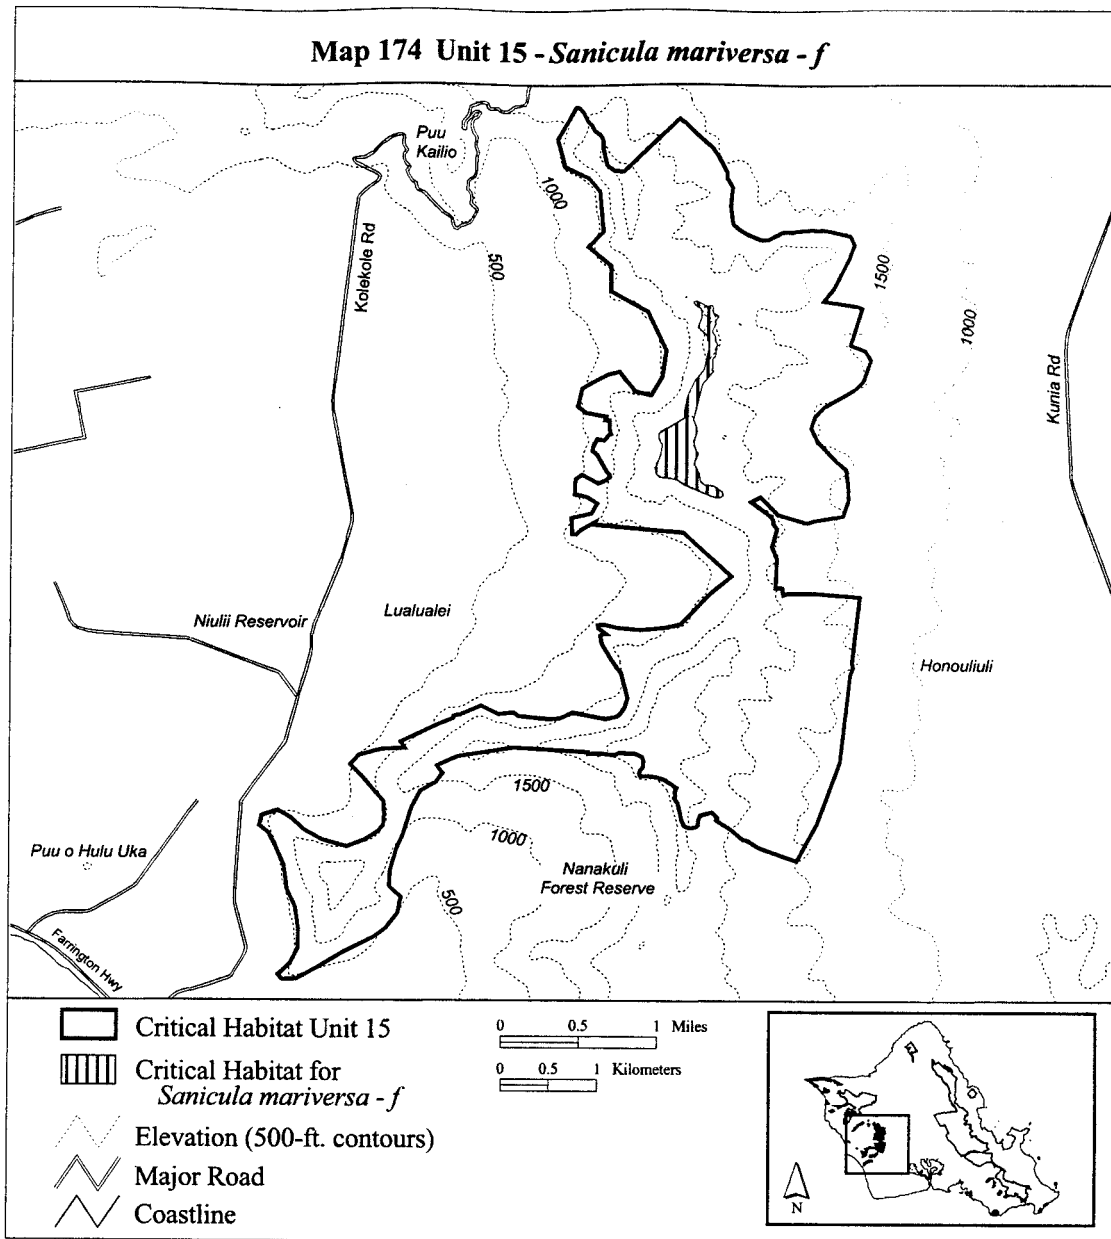 Map 174 Unit 15 - Sanicula mariversa - f
Puu
Kailio
1000
Kolekole Rd
500
1500
1000
Kunia Rd
Niulii Reservoir
Lualualei
Honouliuli
1500
1000
Puu o Hulu Uka
Nanakuli
Forest Reserve
500
Farrington Hwy
Critical Habitat Unit 15
Critical Habitat for
Sanicula mariversa - f
Elevation (500-ft. contours)
Major Road
Coastline
0 0.5 1 Miles
0 0.5 1 Kilometers
N